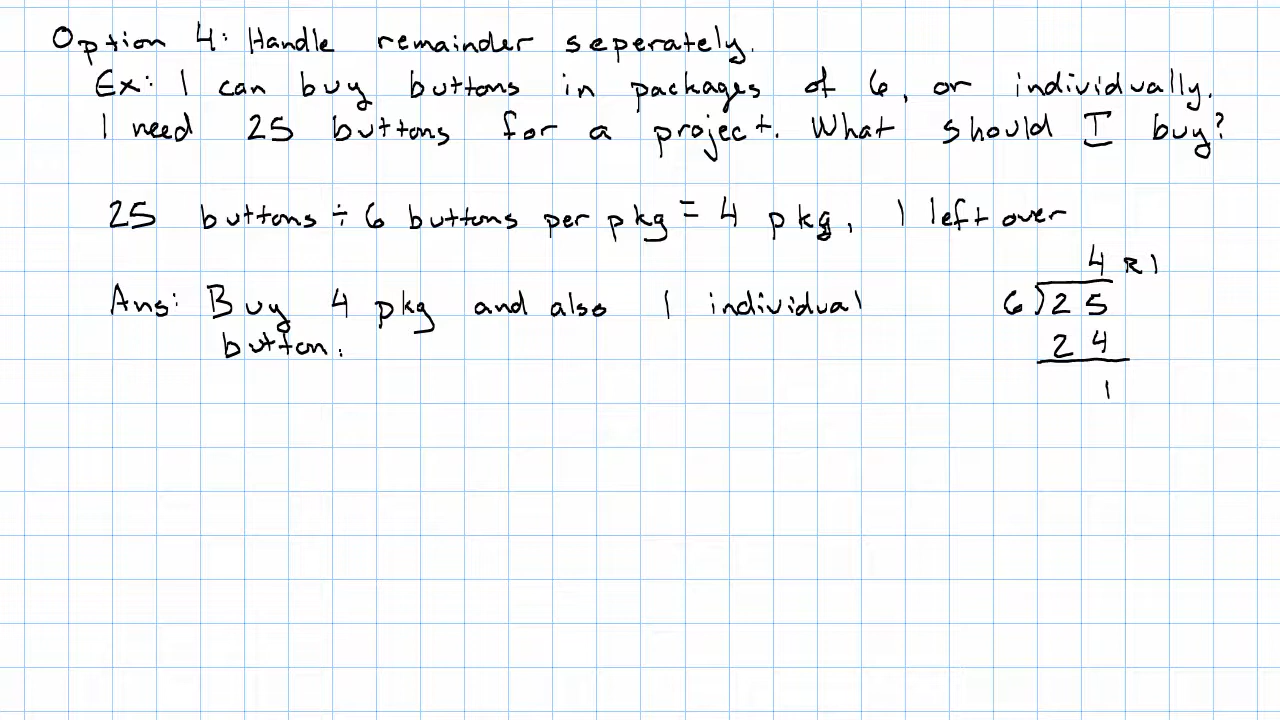 Option 4: Handle remainder seperately.
Ex: I can buy buttons in packages of 6, or individually.
I need 25 buttons for a project. What should I buy?
25 buttons ÷ 6 buttons per pkg = 4 pkg, 1 left over
Ans: Buy 4 pkg and also 1 individual
button.
4 R1
6)25
24
1